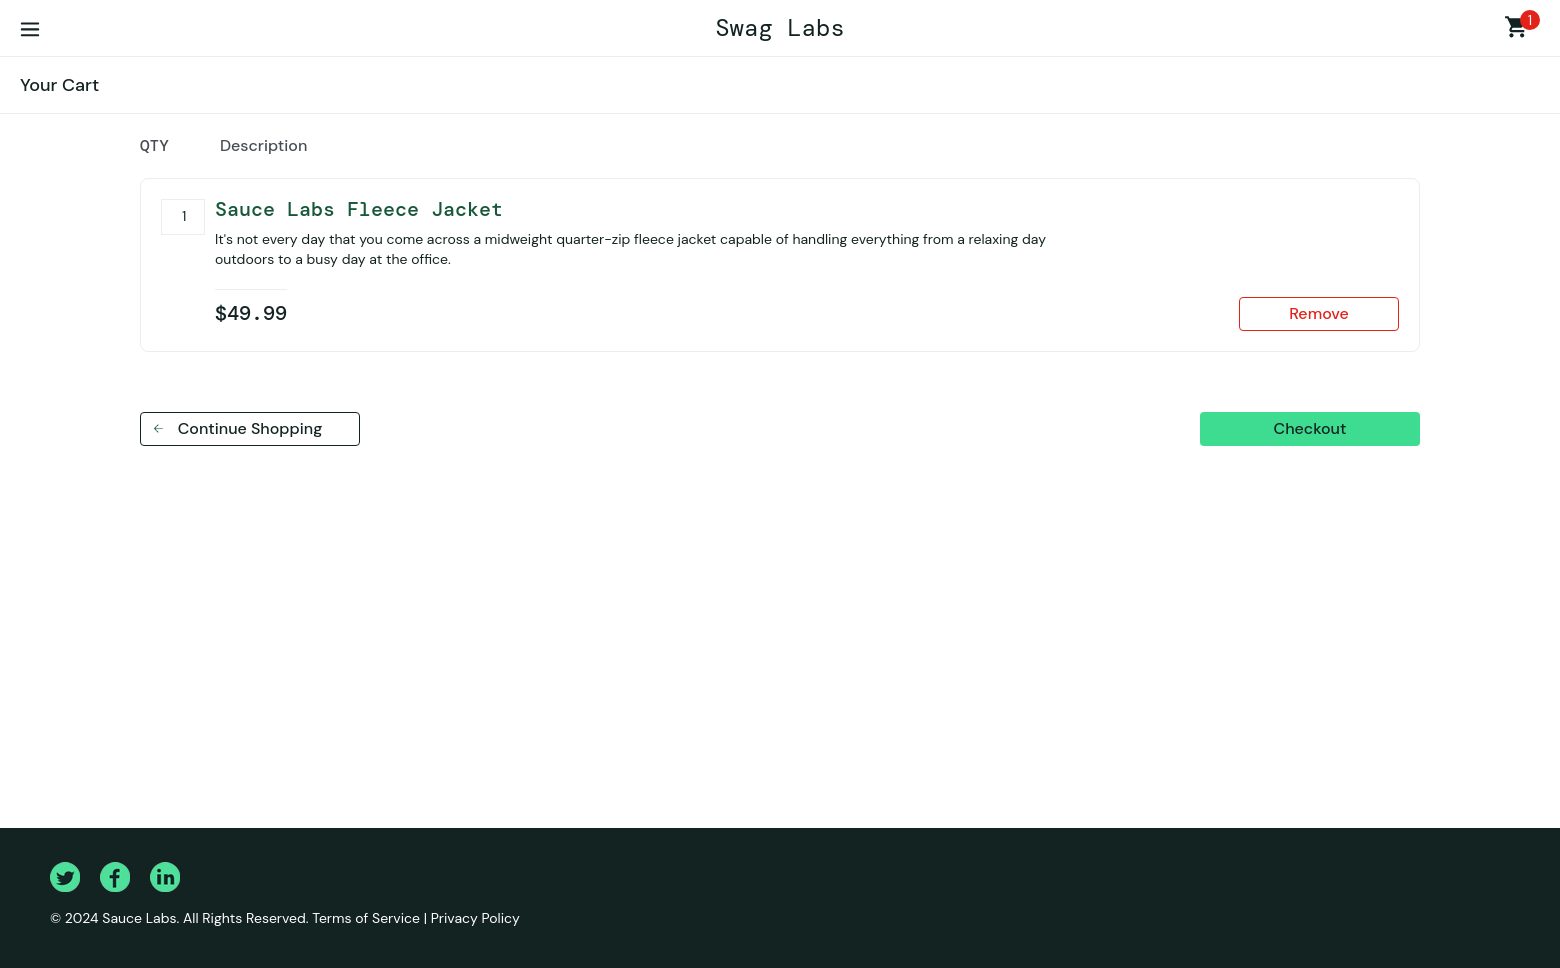 Swag Labs
1
Your Cart
QTY
Description
1
Sauce Labs Fleece Jacket
It's not every day that you come across a midweight quarter-zip fleece jacket capable of handling everything from a relaxing day
outdoors to a busy day at the office.
$49.99
Remove
Continue Shopping
Checkout
© 2024 Sauce Labs. All Rights Reserved. Terms of Service | Privacy Policy